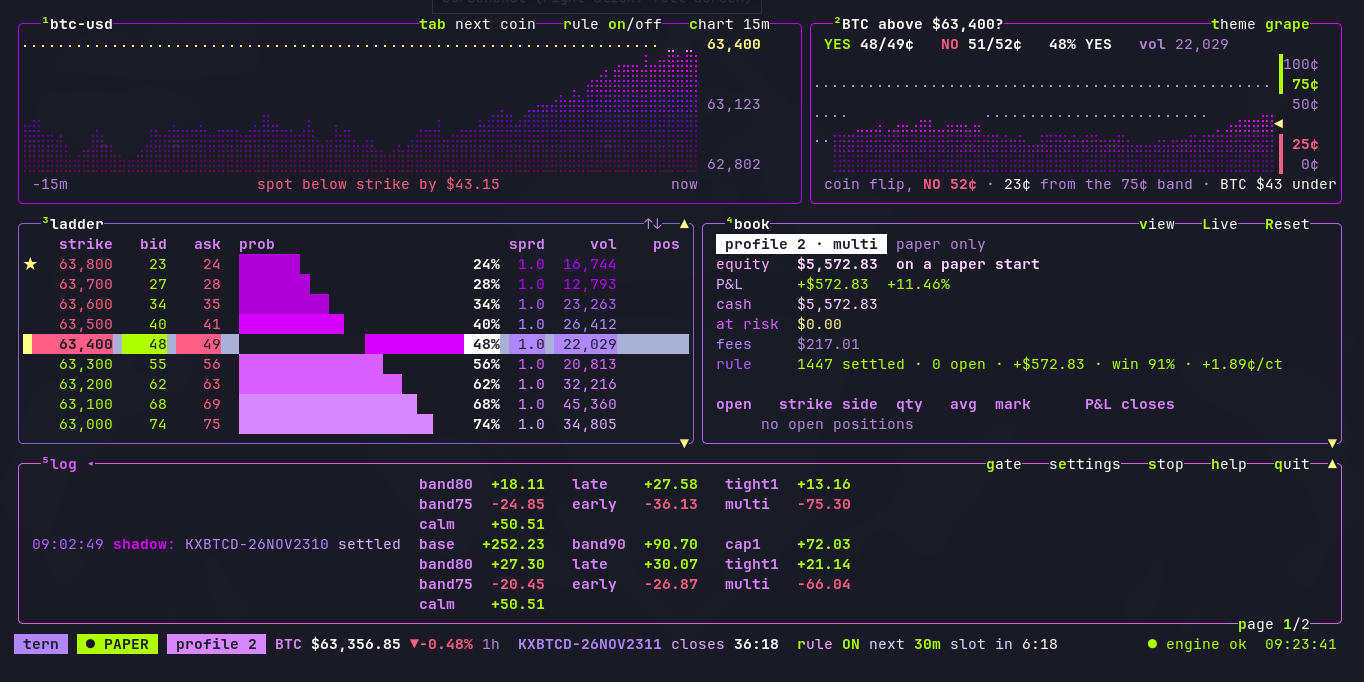 ¹btc-usd tab next coin rule on/off chart 15m
63,400
63,123
62,802
-15m spot below strike by $43.15 now
²BTC above $63,400? theme grape
YES 48/49¢ NO 51/52¢ 48% YES vol 22,029
100¢
75¢
50¢
25¢
0¢
coin flip, NO 52¢ · 23¢ from the 75¢ band · BTC $43 under
³ladder ↑↓ ▲
strike bid ask prob sprd vol pos
★ 63,800 23 24 24% 1.0 16,744
63,700 27 28 28% 1.0 12,793
63,600 34 35 34% 1.0 23,263
63,500 40 41 40% 1.0 26,412
63,400 48 49 48% 1.0 22,029
63,300 55 56 56% 1.0 20,813
63,200 62 63 62% 1.0 32,216
63,100 68 69 68% 1.0 45,360
63,000 74 75 74% 1.0 34,805
▼
⁴book view Live Reset
profile 2 · multi paper only
equity $5,572.83 on a paper start
P&L +$572.83 +11.46%
cash $5,572.83
at risk $0.00
fees $217.01
rule 1447 settled · 0 open · +$572.83 · win 91% · +1.89¢/ct
open strike side qty avg mark P&L closes
no open positions
▼
⁵log ◂ gate settings stop help quit ▲
band80 +18.11 late +27.58 tight1 +13.16
band75 -24.85 early -36.13 multi -75.30
calm +50.51
09:02:49 shadow: KXBTCD-26NOV2310 settled base +252.23 band90 +90.70 cap1 +72.03
band80 +27.30 late +30.07 tight1 +21.14
band75 -20.45 early -26.87 multi -66.04
calm +50.51
page 1/2
tern ● PAPER profile 2 BTC $63,356.85 ▼-0.48% 1h KXBTCD-26NOV2311 closes 36:18 rule ON next 30m slot in 6:18 ● engine ok 09:23:41